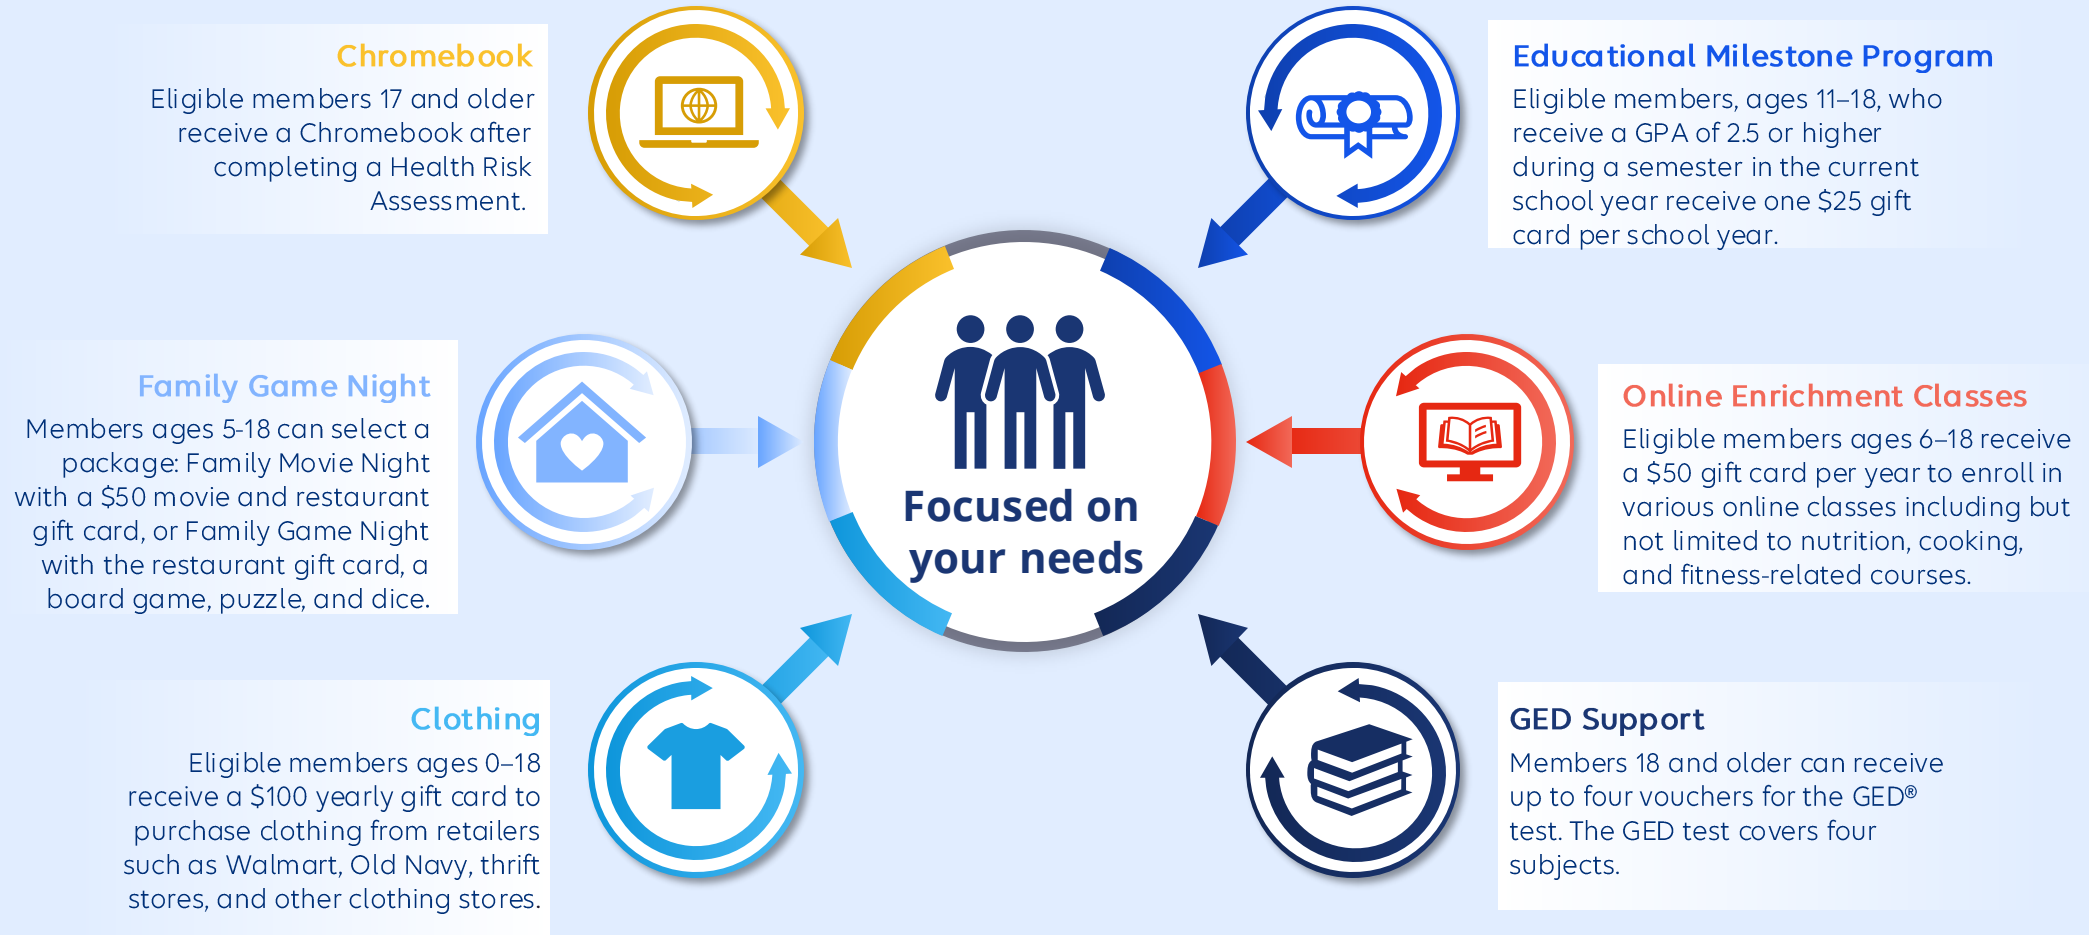 Chromebook
Eligible members 17 and older
receive a Chromebook after
completing a Health Risk
Assessment.
Educational Milestone Program
Eligible members, ages 11–18, who
receive a GPA of 2.5 or higher
during a semester in the current
school year receive one $25 gift
card per school year.
Family Game Night
Members ages 5-18 can select a
package: Family Movie Night
with a $50 movie and restaurant
gift card, or Family Game Night
with the restaurant gift card, a
board game, puzzle, and dice.
Focused on
your needs
Online Enrichment Classes
Eligible members ages 6–18 receive
a $50 gift card per year to enroll in
various online classes including but
not limited to nutrition, cooking,
and fitness-related courses.
Clothing
Eligible members ages 0–18
receive a $100 yearly gift card to
purchase clothing from retailers
such as Walmart, Old Navy, thrift
stores, and other clothing stores.
GED Support
Members 18 and older can receive
up to four vouchers for the GED®
test. The GED test covers four
subjects.